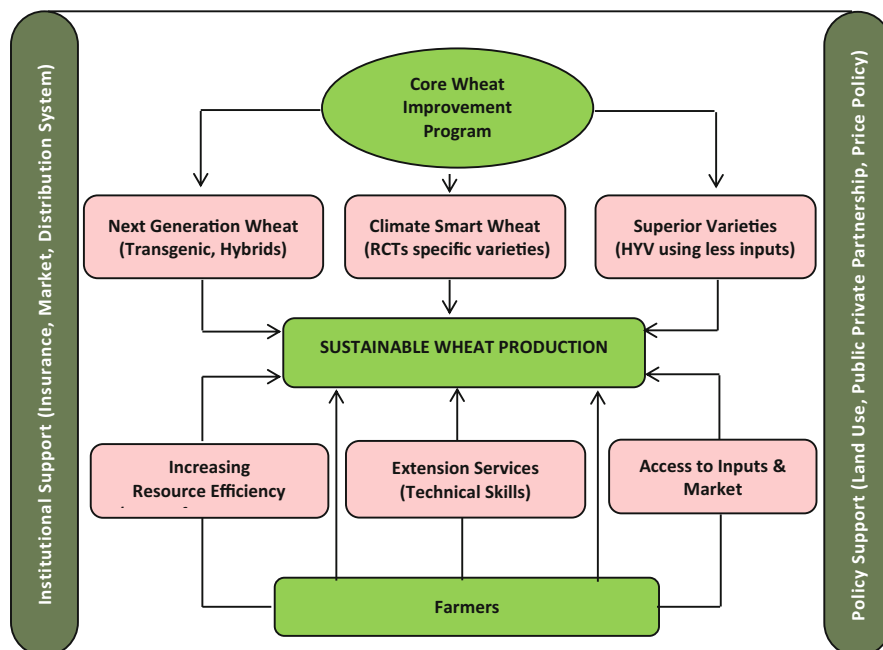 Institutional Support (Insurance, Market, Distribution System)
Core Wheat
Improvement
Program
Next Generation Wheat
(Transgenic, Hybrids)
Climate Smart Wheat
(RCTs specific varieties)
Superior Varieties
(HYV using less inputs)
SUSTAINABLE WHEAT PRODUCTION
Increasing
Resource Efficiency
Extension Services
(Technical Skills)
Access to Inputs &
Market
Farmers
Policy Support (Land Use, Public Private Partnership, Price Policy)